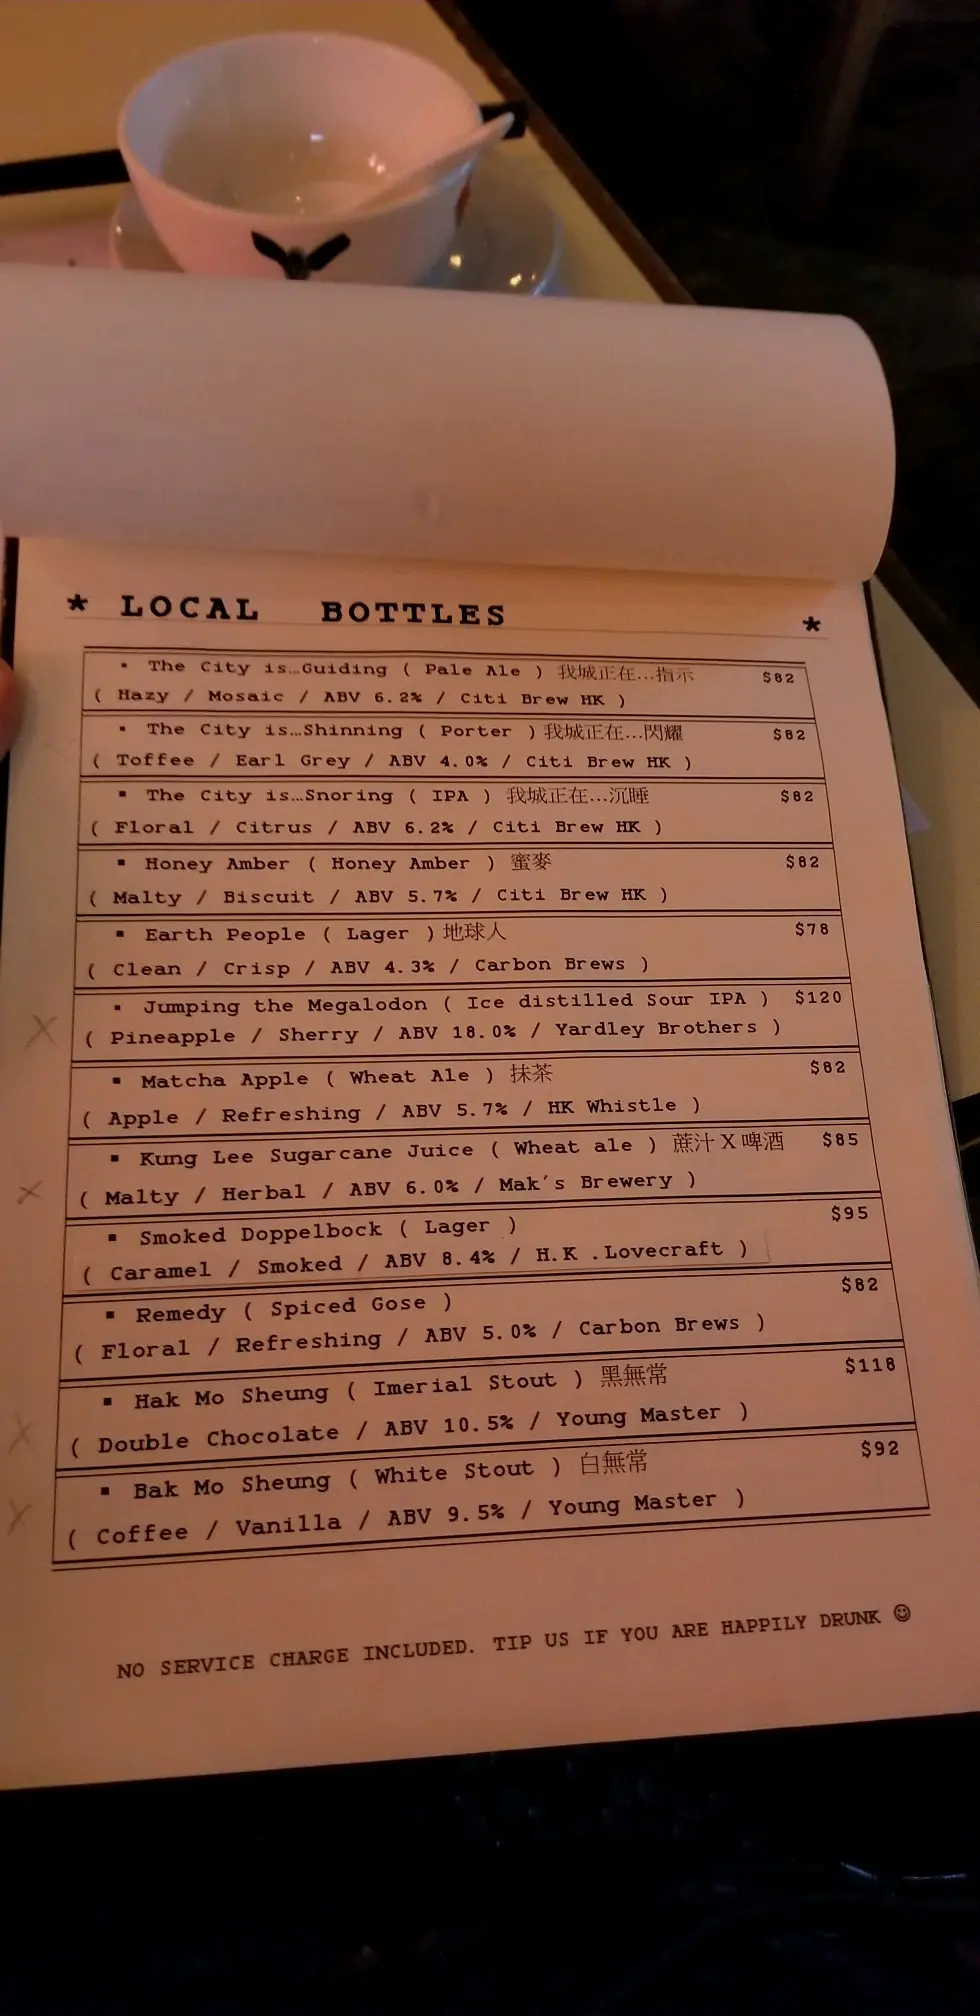 * LOCAL BOTTLES *
▪ The City is…Guiding ( Pale Ale ) 我城正在…指示 $82
( Hazy / Mosaic / ABV 6.2% / Citi Brew HK )
▪ The City is…Shinning ( Porter ) 我城正在…閃耀 $82
( Toffee / Earl Grey / ABV 4.0% / Citi Brew HK )
▪ The City is…Snoring ( IPA ) 我城正在…沉睡 $82
( Floral / Citrus / ABV 6.2% / Citi Brew HK )
▪ Honey Amber ( Honey Amber ) 蜜麥 $82
( Malty / Biscuit / ABV 5.7% / Citi Brew HK )
▪ Earth People ( Lager ) 地球人 $78
( Clean / Crisp / ABV 4.3% / Carbon Brews )
▪ Jumping the Megalodon ( Ice distilled Sour IPA ) $120
X ( Pineapple / Sherry / ABV 18.0% / Yardley Brothers )
▪ Matcha Apple ( Wheat Ale ) 抹茶 $82
( Apple / Refreshing / ABV 5.7% / HK Whistle )
▪ Kung Lee Sugarcane Juice ( Wheat ale ) 蔗汁 X 啤酒 $85
X ( Malty / Herbal / ABV 6.0% / Mak's Brewery )
▪ Smoked Doppelbock ( Lager ) $95
( Caramel / Smoked / ABV 8.4% / H.K .Lovecraft )
▪ Remedy ( Spiced Gose ) $82
( Floral / Refreshing / ABV 5.0% / Carbon Brews )
▪ Hak Mo Sheung ( Imerial Stout ) 黑無常 $118
X ( Double Chocolate / ABV 10.5% / Young Master )
▪ Bak Mo Sheung ( White Stout ) 白無常 $92
X ( Coffee / Vanilla / ABV 9.5% / Young Master )
NO SERVICE CHARGE INCLUDED. TIP US IF YOU ARE HAPPILY DRUNK ☺